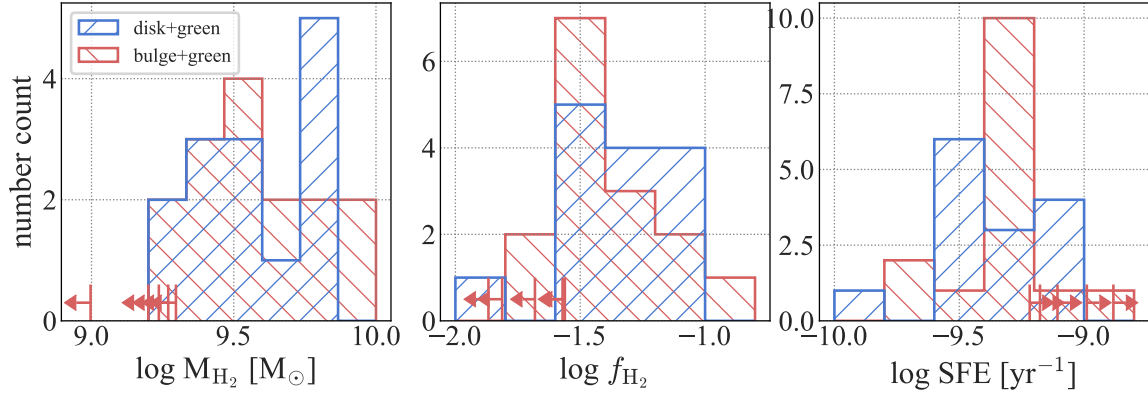 number count
4
2
0
disk+green
bulge+green
9.0 9.5 10.0
log M_H₂ [M_⊙]
6
4
2
0
−2.0 −1.5 −1.0
log f_H₂
10.0
7.5
5.0
2.5
0.0
−10.0 −9.5 −9.0
log SFE [yr⁻¹]